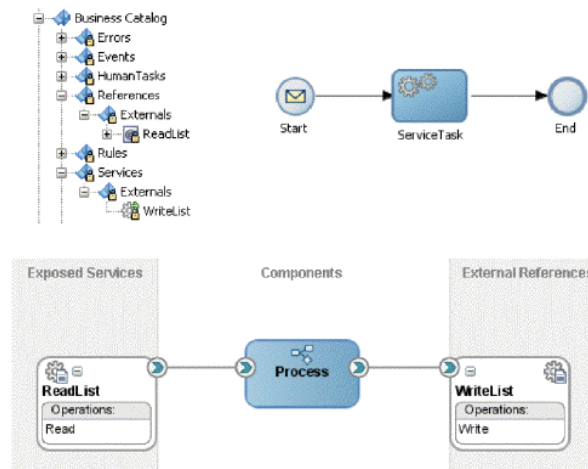 Business Catalog
Errors
Events
HumanTasks
References
Externals
ReadList
Rules
Services
Externals
WriteList
Start
ServiceTask
End
Exposed Services
Components
External References
ReadList
Operations:
Read
Process
WriteList
Operations:
Write